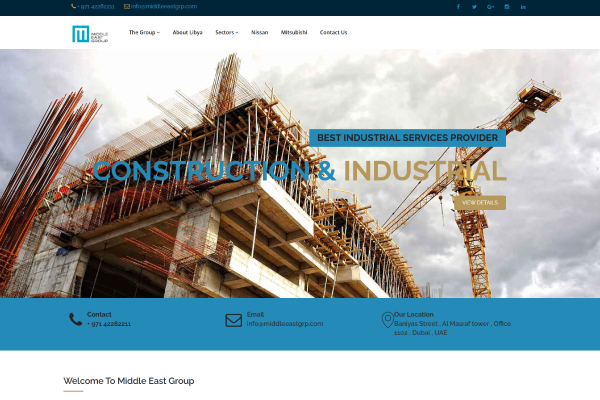 + 971 42282211 info@middleeastgrp.com
MIDDLE
EAST
GROUP
The Group About Libya Sectors Nissan Mitsubishi Contact Us
BEST INDUSTRIAL SERVICES PROVIDER
CONSTRUCTION & INDUSTRIAL
VIEW DETAILS
Contact
+ 971 42282211
Email
info@middleeastgrp.com
Our Location
Baniyas Street , Al Masraf tower , Office
, Dubai , UAE
Welcome To Middle East Group